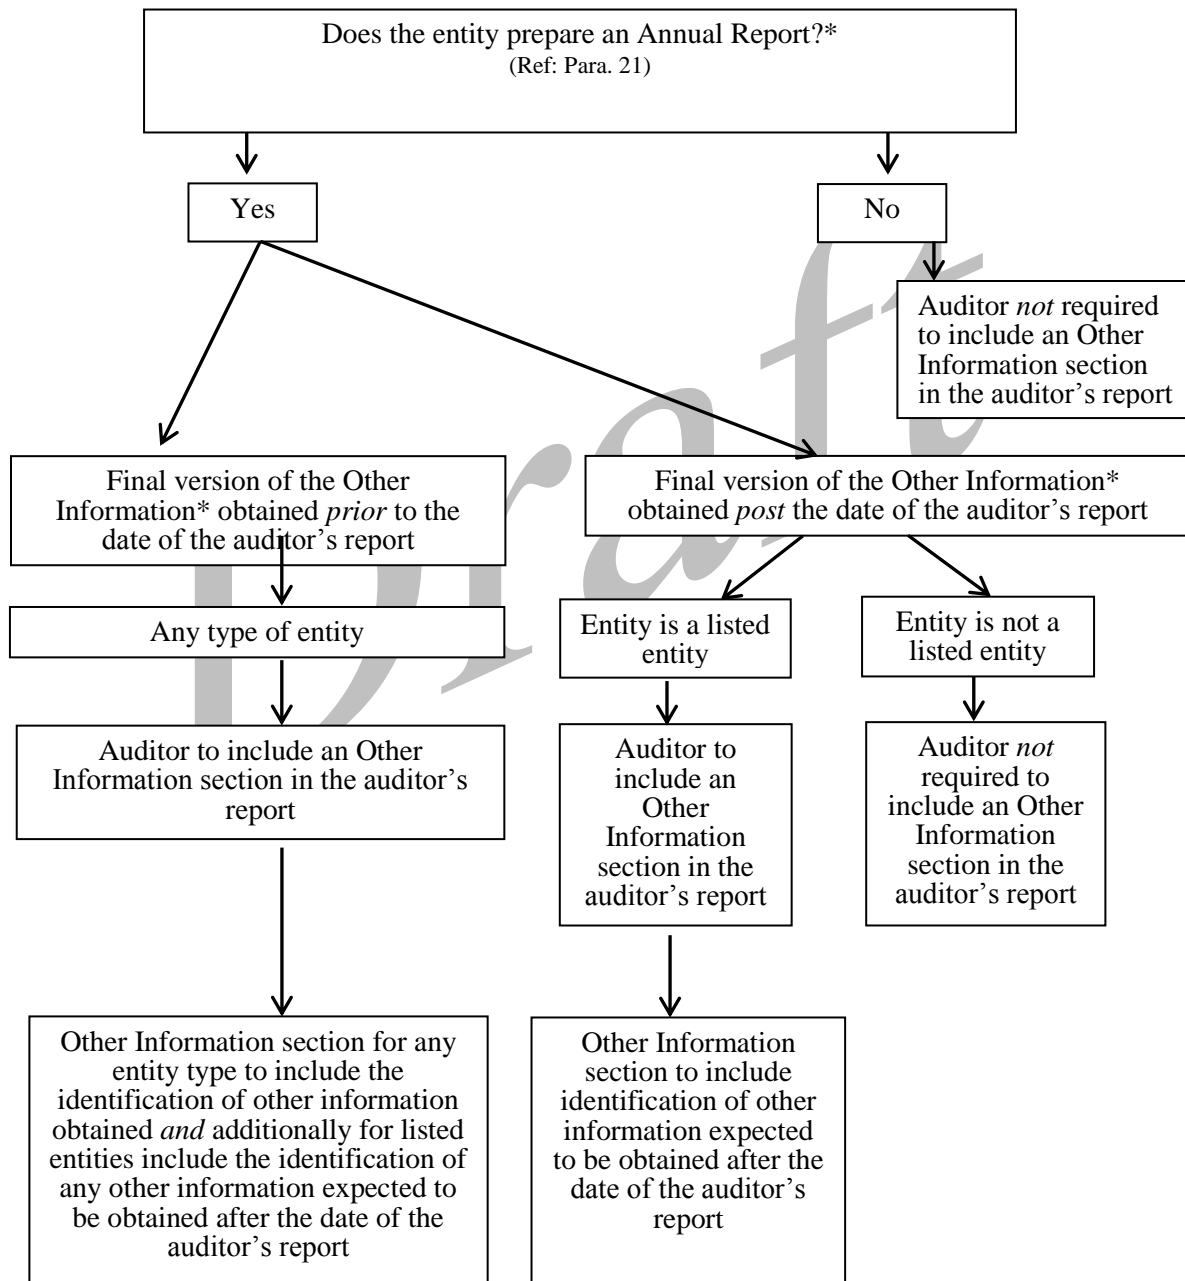 Does the entity prepare an Annual Report?*
(Ref: Para. 21)
Yes
No
Auditor not required
to include an Other
Information section
in the auditor’s report
Final version of the Other
Information* obtained prior to the
date of the auditor’s report
Final version of the Other Information*
obtained post the date of the auditor’s report
Any type of entity
Entity is a listed
entity
Entity is not a
listed entity
Auditor to include an Other
Information section in the auditor’s
report
Auditor to
include an
Other
Information
section in the
auditor’s report
Auditor not
required to
include an Other
Information
section in the
auditor’s report
Other Information section for any
entity type to include the
identification of other information
obtained and additionally for listed
entities include the identification of
any other information expected to
be obtained after the date of the
auditor’s report
Other Information
section to include
identification of other
information expected
to be obtained after the
date of the auditor’s
report
Draft